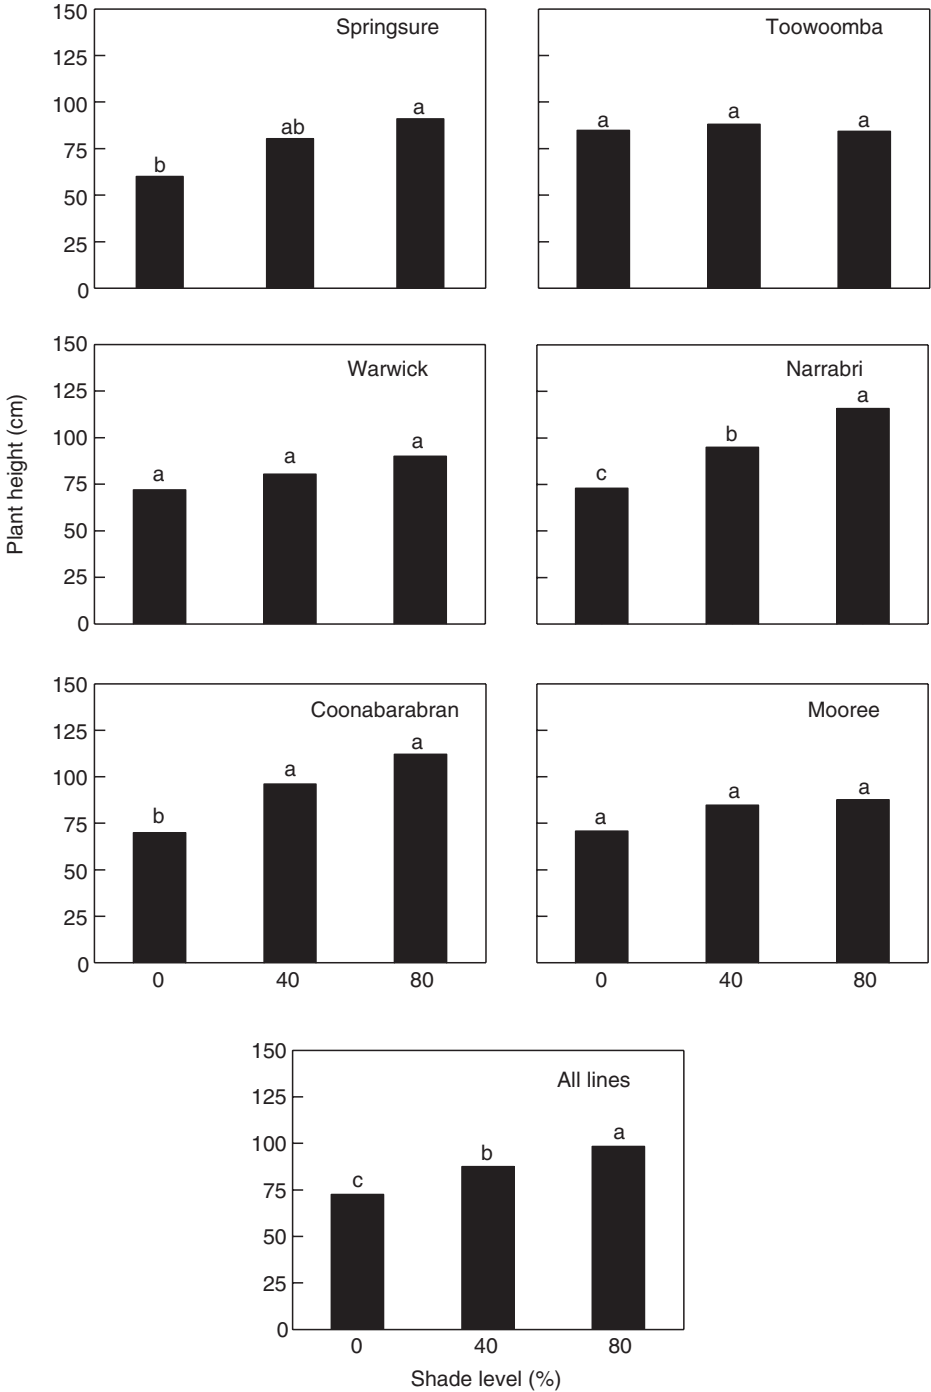 Plant height (cm)
150
125
100
75
50
25
0
Springsure
b
ab
a
Toowoomba
a
a
a
150
125
100
75
50
25
0
Warwick
a
a
a
Narrabri
c
b
a
150
125
100
75
50
25
0
Coonabarabran
b
a
a
0 40 80
Mooree
a
a
a
0 40 80
150
125
100
75
50
25
0
All lines
c
b
a
0 40 80
Shade level (%)